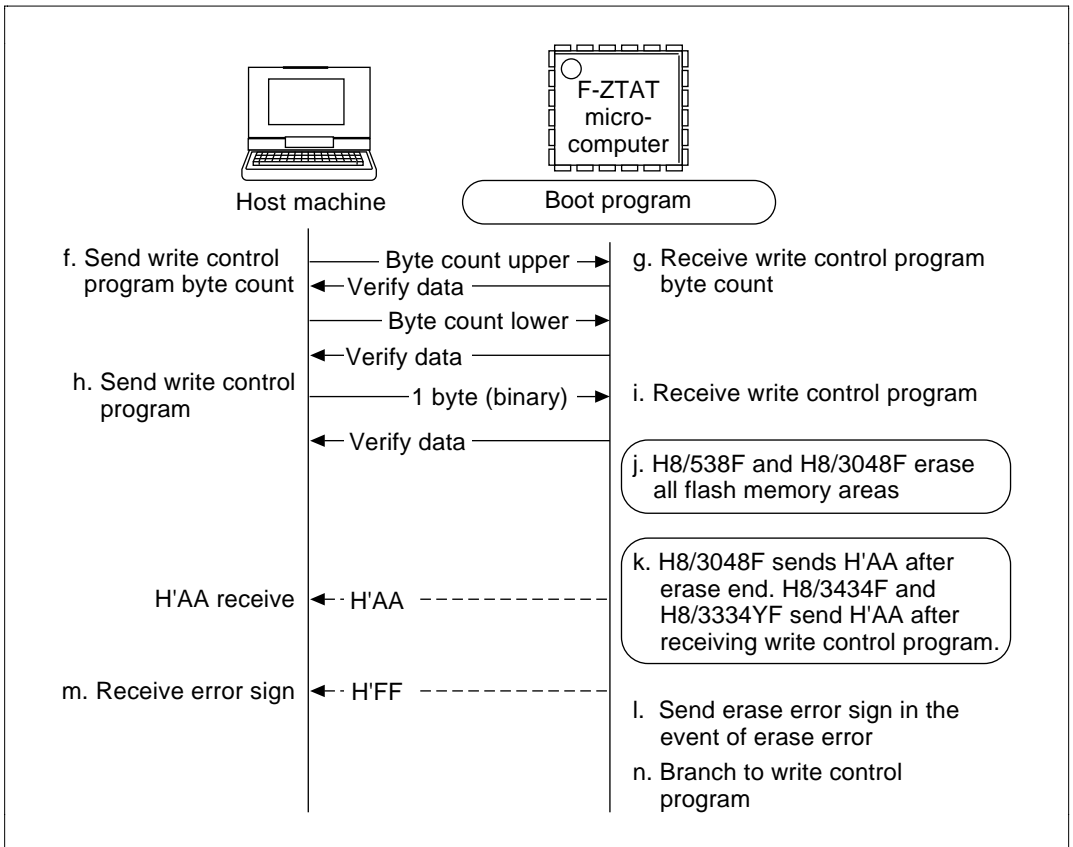 F-ZTAT
micro-
computer
Host machine
Boot program
f. Send write control
program byte count
Byte count upper
g. Receive write control program
byte count
Verify data
Byte count lower
Verify data
h. Send write control
program
1 byte (binary)
i. Receive write control program
Verify data
j. H8/538F and H8/3048F erase
all flash memory areas
k. H8/3048F sends H'AA after
erase end. H8/3434F and
H8/3334YF send H'AA after
receiving write control program.
H'AA receive
H'AA
m. Receive error sign
H'FF
l. Send erase error sign in the
event of erase error
n. Branch to write control
program